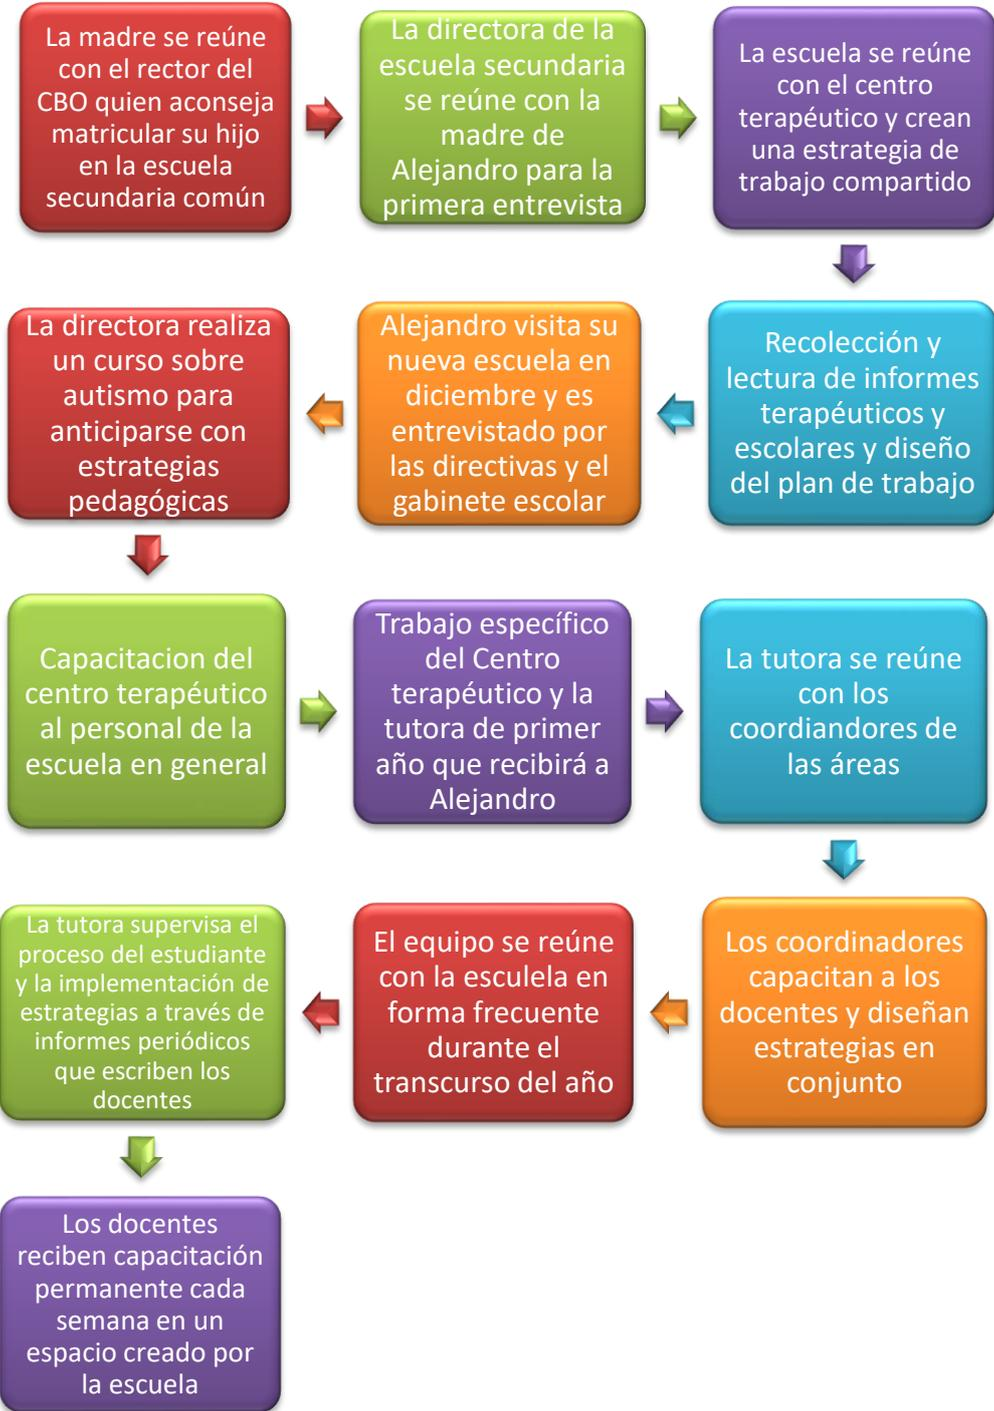 La madre se reúne
con el rector del
CBO quien aconseja
matricular su hijo
en la escuela
secundaria común
La directora de la
escuela secundaria
se reúne con la
madre de
Alejandro para la
primera entrevista
La escuela se reúne
con el centro
terapéutico y crean
una estrategia de
trabajo compartido
Recolección y
lectura de informes
terapéuticos y
escolares y diseño
del plan de trabajo
Alejandro visita su
nueva escuela en
diciembre y es
entrevistado por
las directivas y el
gabinete escolar
La directora realiza
un curso sobre
autismo para
anticiparse con
estrategias
pedagógicas
Capacitacion del
centro terapéutico
al personal de la
escuela en general
Trabajo específico
del Centro
terapéutico y la
tutora de primer
año que recibirá a
Alejandro
La tutora se reúne
con los
coordiandores de
las áreas
Los coordinadores
capacitan a los
docentes y diseñan
estrategias en
conjunto
El equipo se reúne
con la esculela en
forma frecuente
durante el
transcurso del año
La tutora supervisa el
proceso del estudiante
y la implementación de
estrategias a través de
informes periódicos
que escriben los
docentes
Los docentes
reciben capacitación
permanente cada
semana en un
espacio creado por
la escuela